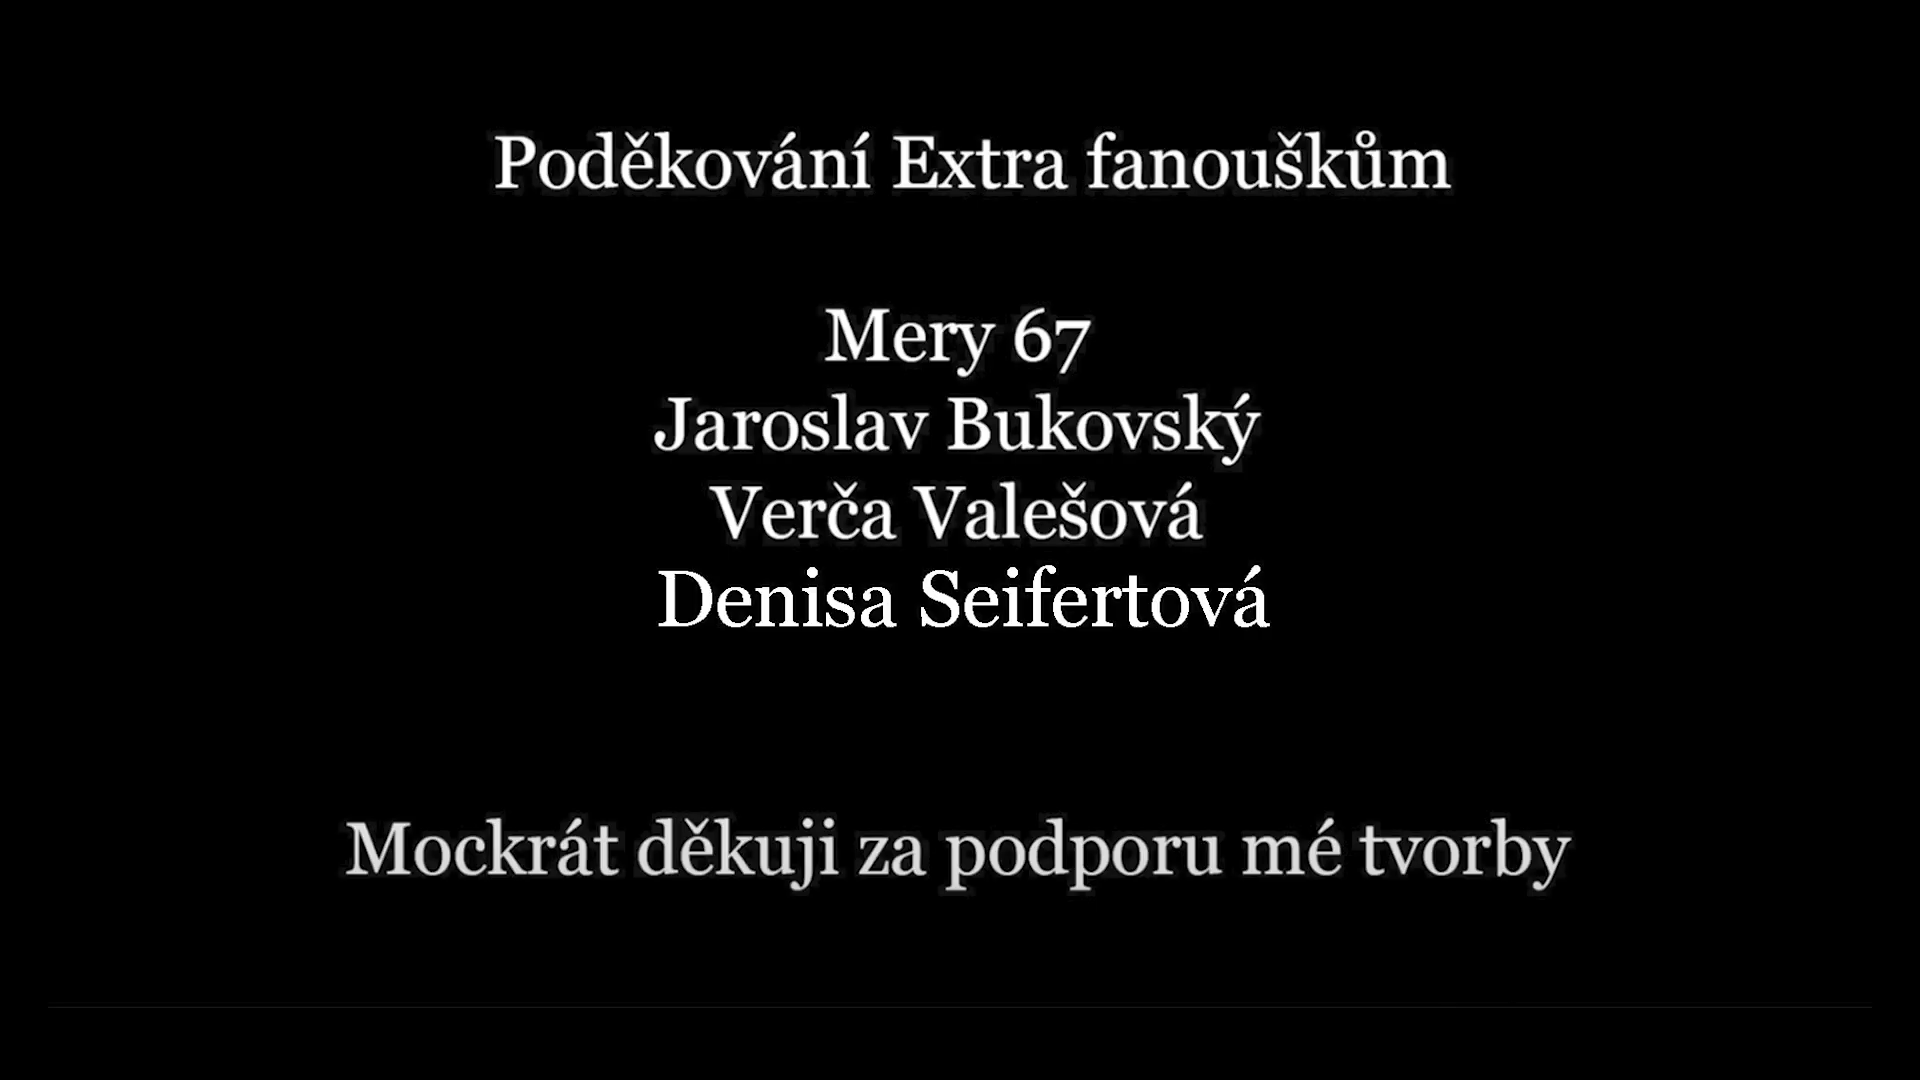 Poděkování Extra fanouškům
Mery 67
Jaroslav Bukovský
Verča Valešová
Denisa Seifertová
Mockrát děkuji za podporu mé tvorby